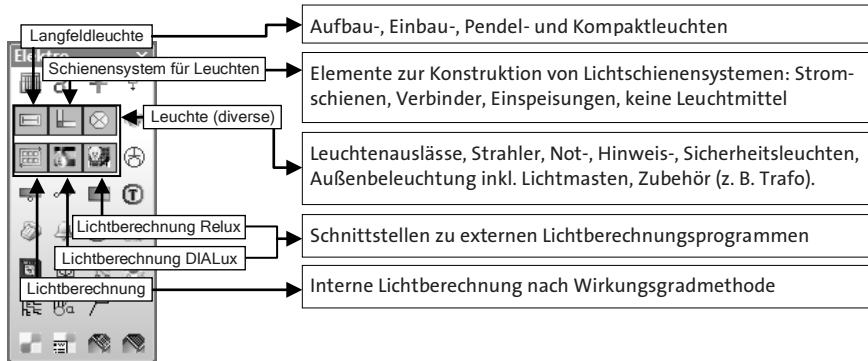 Langfeldleuchte
Aufbau-, Einbau-, Pendel- und Kompaktleuchten
Elektro
Schienensystem für Leuchten
Elemente zur Konstruktion von Lichtschienensystemen: Strom-
schienen, Verbinder, Einspeisungen, keine Leuchtmittel
Leuchte (diverse)
Leuchtenauslässe, Strahler, Not-, Hinweis-, Sicherheitsleuchten,
Außenbeleuchtung inkl. Lichtmasten, Zubehör (z. B. Trafo).
Lichtberechnung Relux
Schnittstellen zu externen Lichtberechnungsprogrammen
Lichtberechnung DIALux
Lichtberechnung
Interne Lichtberechnung nach Wirkungsgradmethode